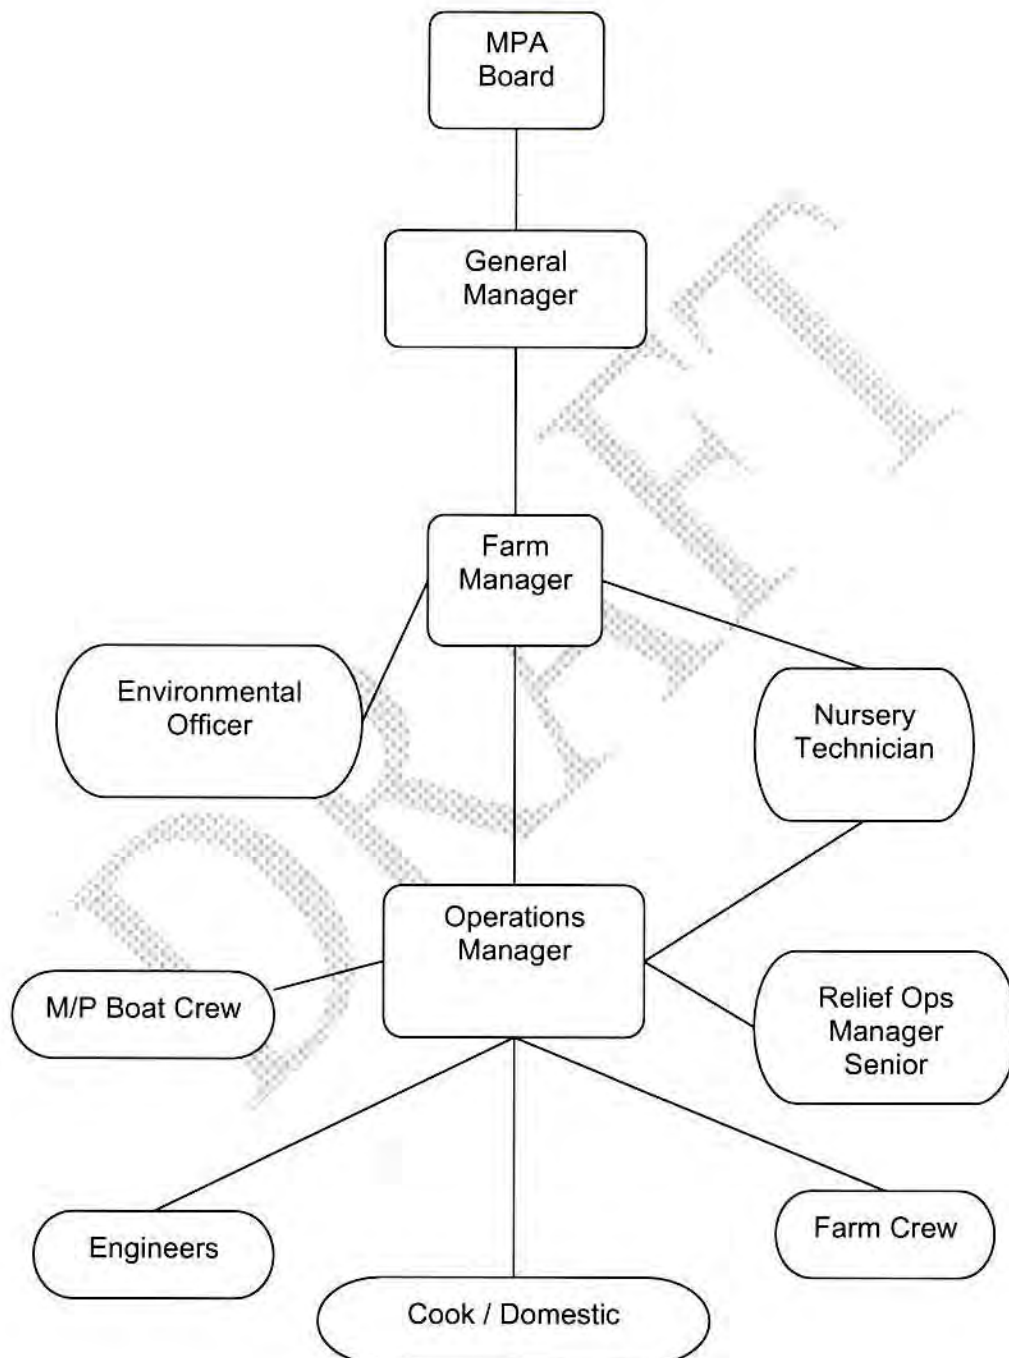 MPA
Board
General
Manager
Farm
Manager
Environmental
Officer
Nursery
Technician
Operations
Manager
M/P Boat Crew
Relief Ops
Manager
Senior
Engineers
Farm Crew
Cook / Domestic
DRAFT